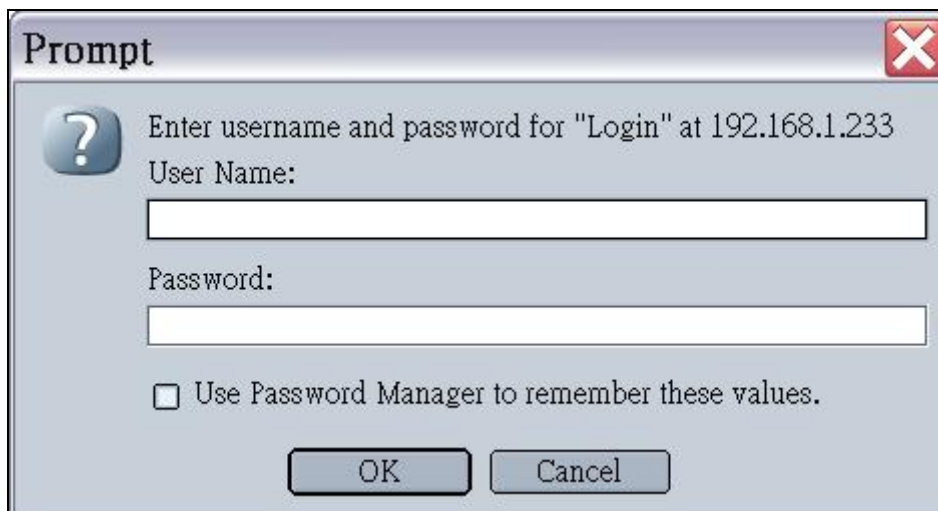 Prompt
Enter username and password for "Login" at 192.168.1.233
User Name:
Password:
Use Password Manager to remember these values.
OK
Cancel